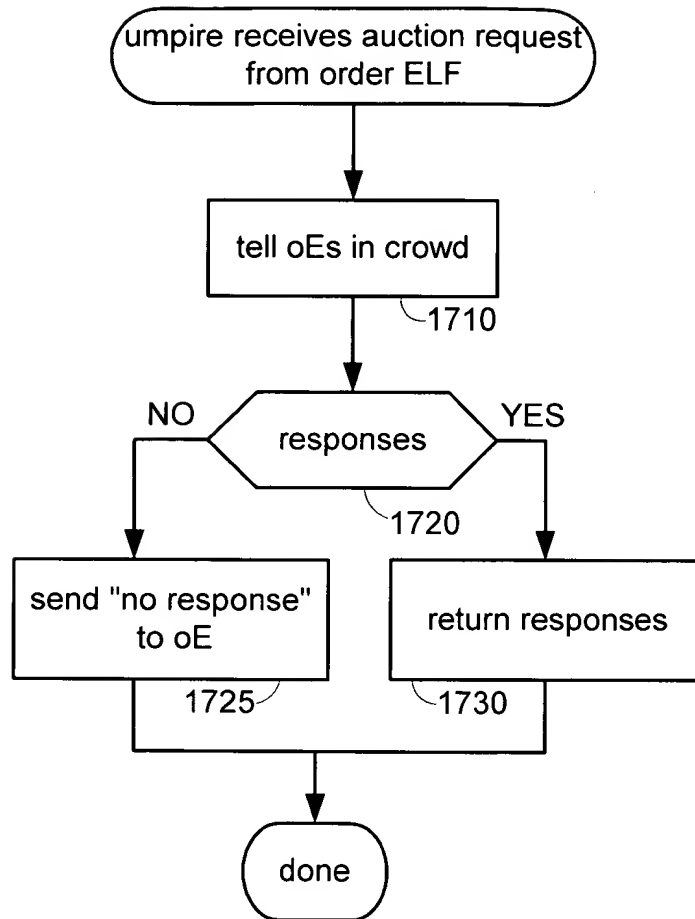 umpire receives auction request
from order ELF
tell oEs in crowd
1710
NO
YES
responses
1720
send "no response"
to oE
return responses
1725
1730
done